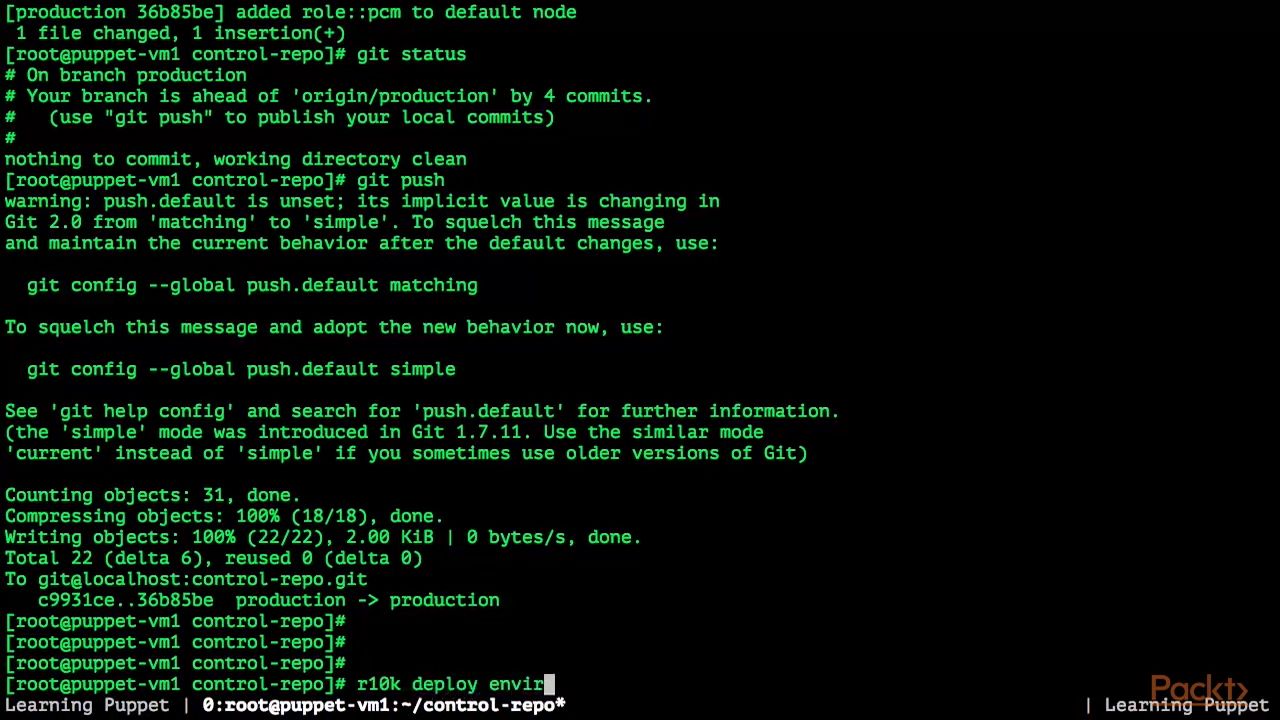 [production 36b85be] added role::pcm to default node
 1 file changed, 1 insertion(+)
[root@puppet-vm1 control-repo]# git status
# On branch production
# Your branch is ahead of 'origin/production' by 4 commits.
#   (use "git push" to publish your local commits)
#
nothing to commit, working directory clean
[root@puppet-vm1 control-repo]# git push
warning: push.default is unset; its implicit value is changing in
Git 2.0 from 'matching' to 'simple'. To squelch this message
and maintain the current behavior after the default changes, use:

  git config --global push.default matching

To squelch this message and adopt the new behavior now, use:

  git config --global push.default simple

See 'git help config' and search for 'push.default' for further information.
(the 'simple' mode was introduced in Git 1.7.11. Use the similar mode
'current' instead of 'simple' if you sometimes use older versions of Git)

Counting objects: 31, done.
Compressing objects: 100% (18/18), done.
Writing objects: 100% (22/22), 2.00 KiB | 0 bytes/s, done.
Total 22 (delta 6), reused 0 (delta 0)
To git@localhost:control-repo.git
   c9931ce..36b85be  production -> production
[root@puppet-vm1 control-repo]#
[root@puppet-vm1 control-repo]#
[root@puppet-vm1 control-repo]#
[root@puppet-vm1 control-repo]# r10k deploy envir
Packt>
Learning Puppet | 0:root@puppet-vm1:~/control-repo* | Learning Puppet